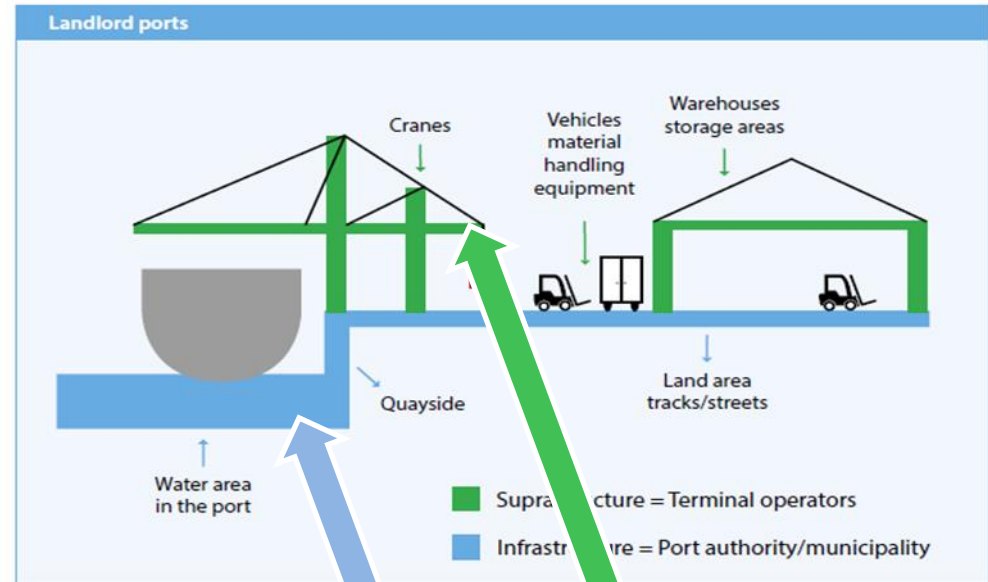 Landlord ports
Cranes
Vehicles
material
handling
equipment
Warehouses
storage areas
Quayside
Land area
tracks/streets
Water area
in the port
= Terminal operators
= Port authority/municipality